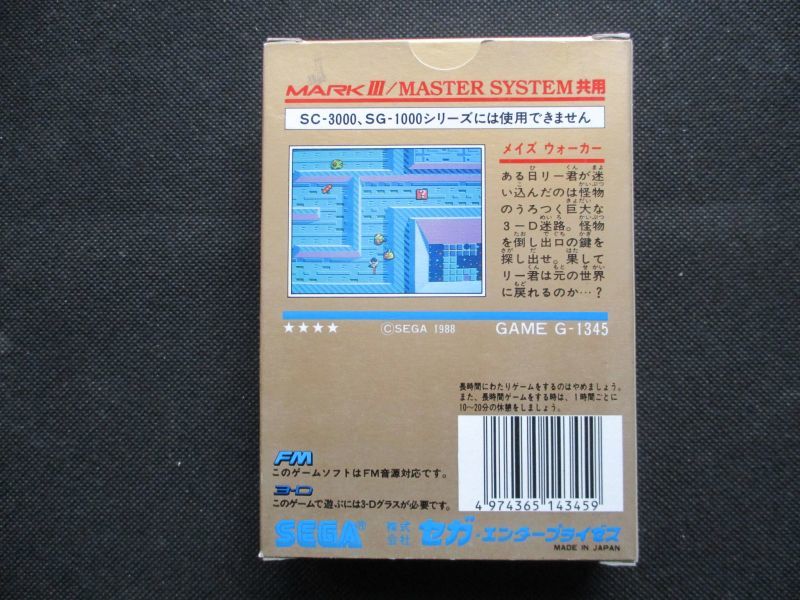 MARK III/MASTER SYSTEM共用
SC-3000、SG-1000シリーズには使用できません
メイズ ウォーカー
ある日リー君が迷
い込んだのは怪物
のうろつく巨大な
3-D迷路。怪物
を倒し出口の鍵を
探し出せ。果して
リー君は元の世界
に戻れるのか…?
★★★★
©SEGA 1988
GAME G-1345
長時間にわたりゲームをするのはやめましょう。
また、長時間ゲームをする時は、1時間ごとに
10~20分の休憩をしましょう。
FM
このゲームソフトはFM音源対応です。
3-D
このゲームで遊ぶには3-Dグラスが必要です。
4 974365 143459
SEGA® 株式会社 セガ・エンタープライゼス
MADE IN JAPAN